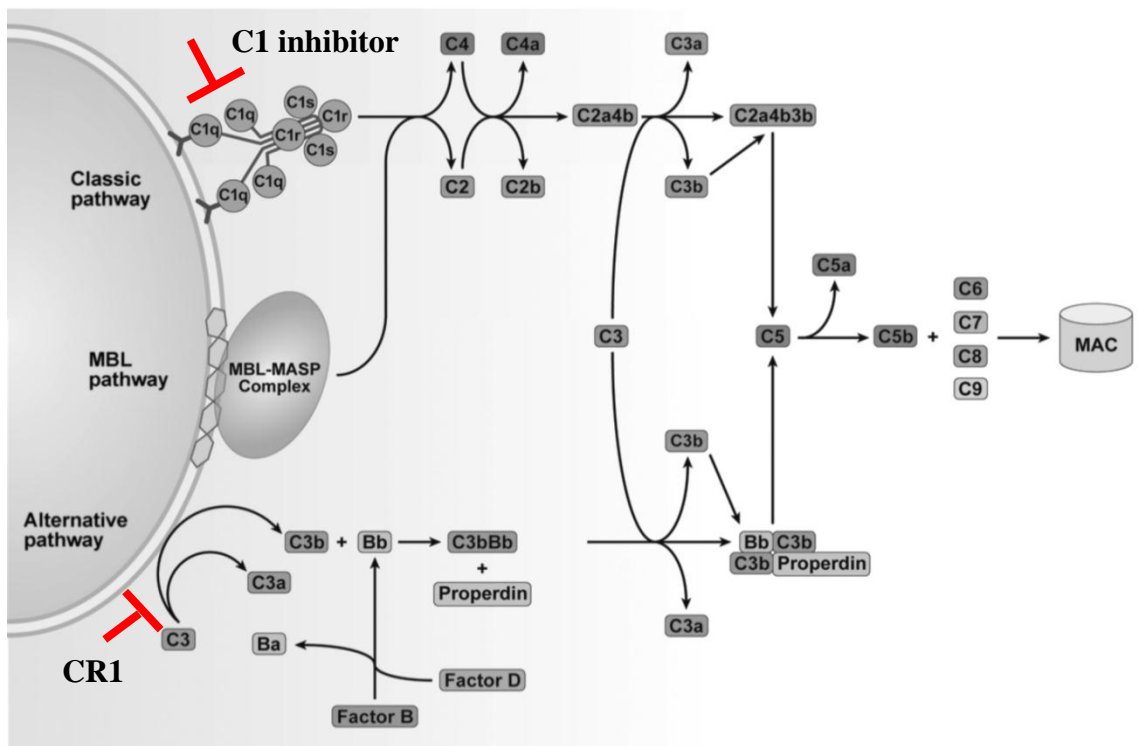 C1 inhibitor
C4
C4a
C3a
C1s
C1q
C1r
C1q
C1r
C1s
C2a4b
C2a4b3b
Classic
pathway
C1q
C1q
C2
C2b
C3b
C5a
C6
C3
C5
C5b
+
C7
MAC
C8
C9
MBL
pathway
MBL-MASP
Complex
C3b
Alternative
pathway
C3b
+
Bb
C3bBb
+
Properdin
C3a
Bb
C3b
C3b
Properdin
C3
Ba
C3a
CR1
Factor D
Factor B